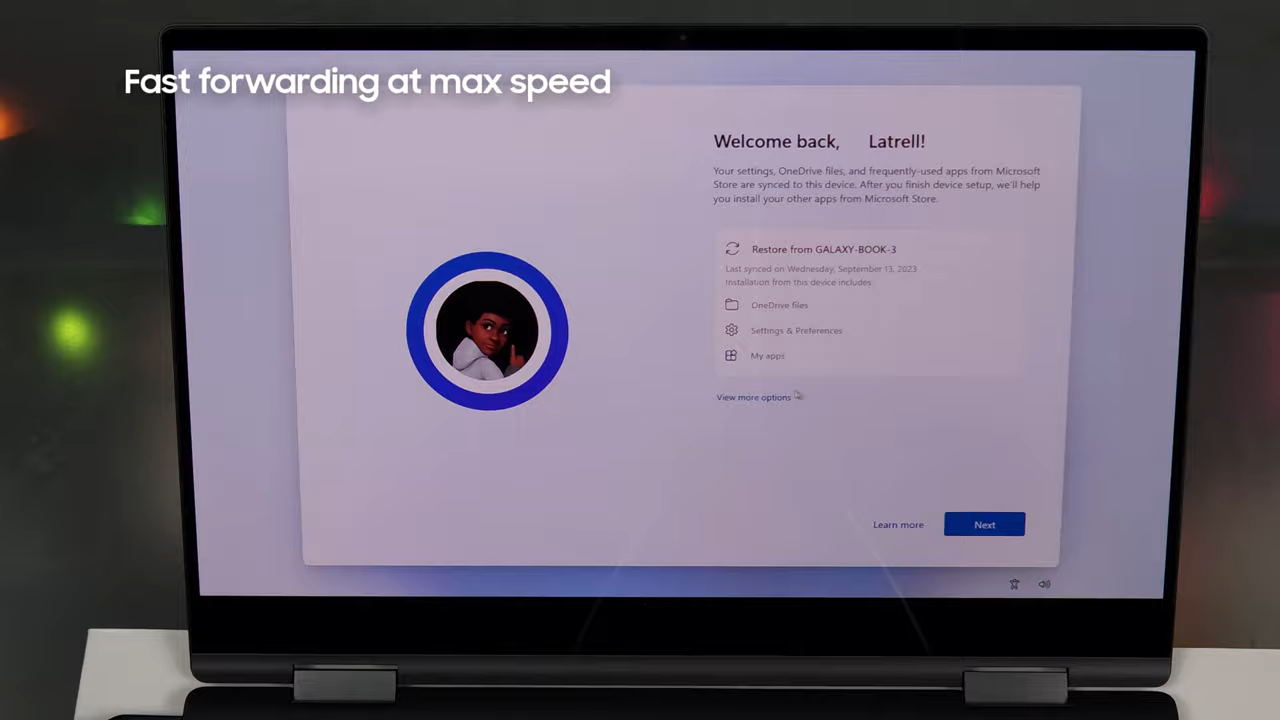 Fast forwarding at max speed
Welcome back, Latrell!
Your settings, OneDrive files, and frequently-used apps from Microsoft
Store are synced to this device. After you finish device setup, we'll help
you install your other apps from Microsoft Store.
Restore from GALAXY-BOOK-3
Last synced on Wednesday, September 13, 2023
Installation from this device includes:
OneDrive files
Settings & Preferences
My apps
View more options
Learn more
Next